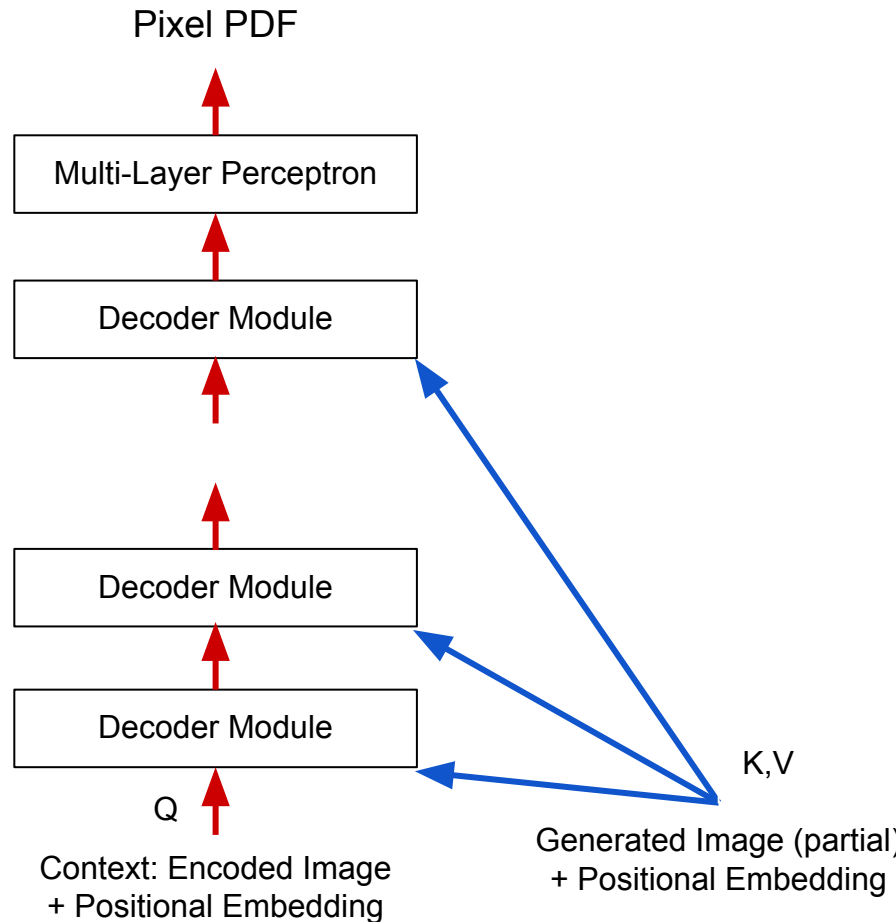 Pixel PDF
Multi-Layer Perceptron
Decoder Module
Decoder Module
Decoder Module
K,V
Q
Generated Image (partial)
+ Positional Embedding
Context: Encoded Image
+ Positional Embedding